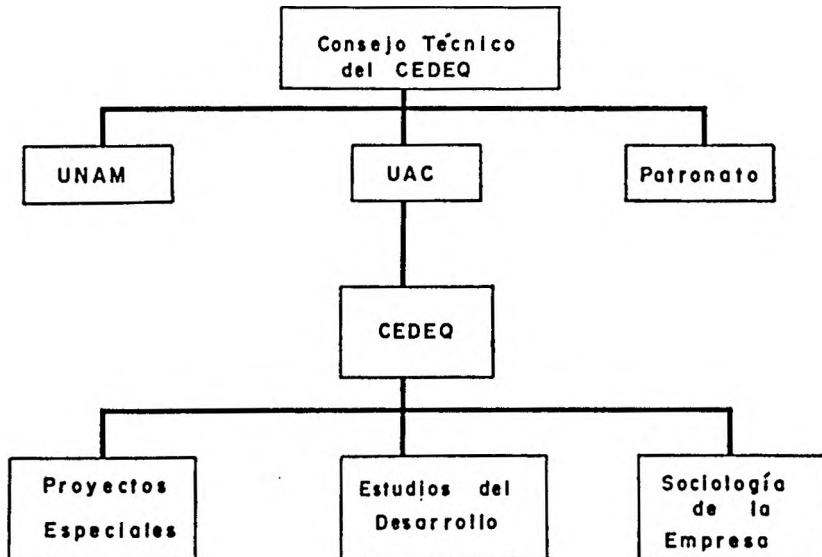 Consejo Técnico
del CEDEQ
UNAM
UAC
Patronato
CEDEQ
Proyectos
Especiales
Estudios del
Desarrollo
Sociología
de la
Empresa